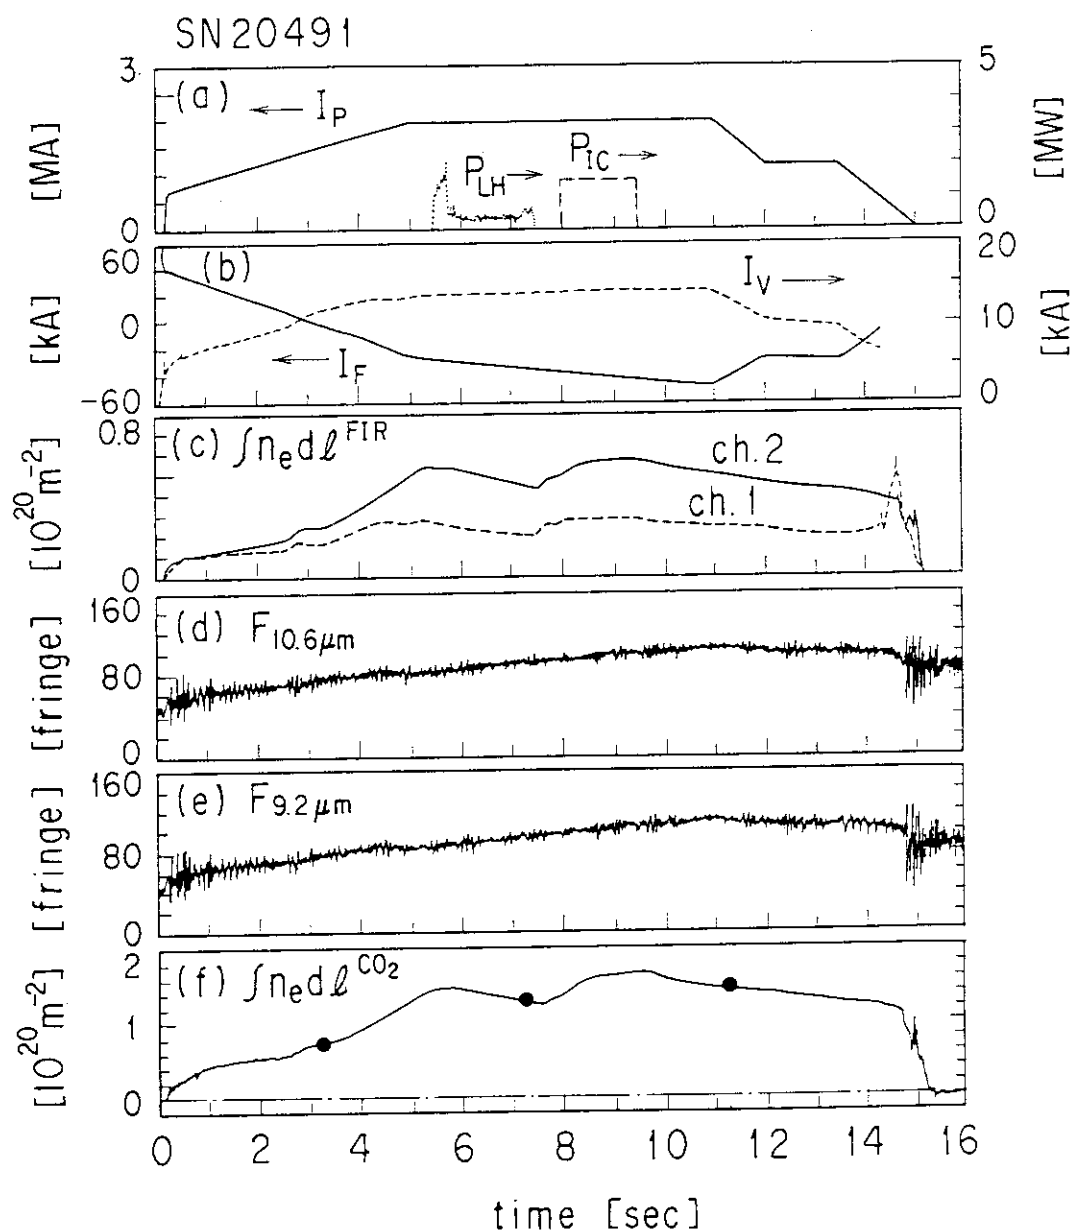 SN20491
3 5
(a) ← I_P
[MA] P_LH → P_IC → [MW]
0 0
60 20
(b) I_V →
[kA] 0 10 [kA]
← I_F
-60 0
0.8
(c) ∫n_e dℓ^FIR ch.2
[10^20 m^-2] ch.1
0
160
(d) F_10.6μm
[fringe] 80
0
160
(e) F_9.2μm
[fringe] 80
0
2
(f) ∫n_e dℓ^CO_2
[10^20 m^-2] 1
0
0 2 4 6 8 10 12 14 16
time [sec]